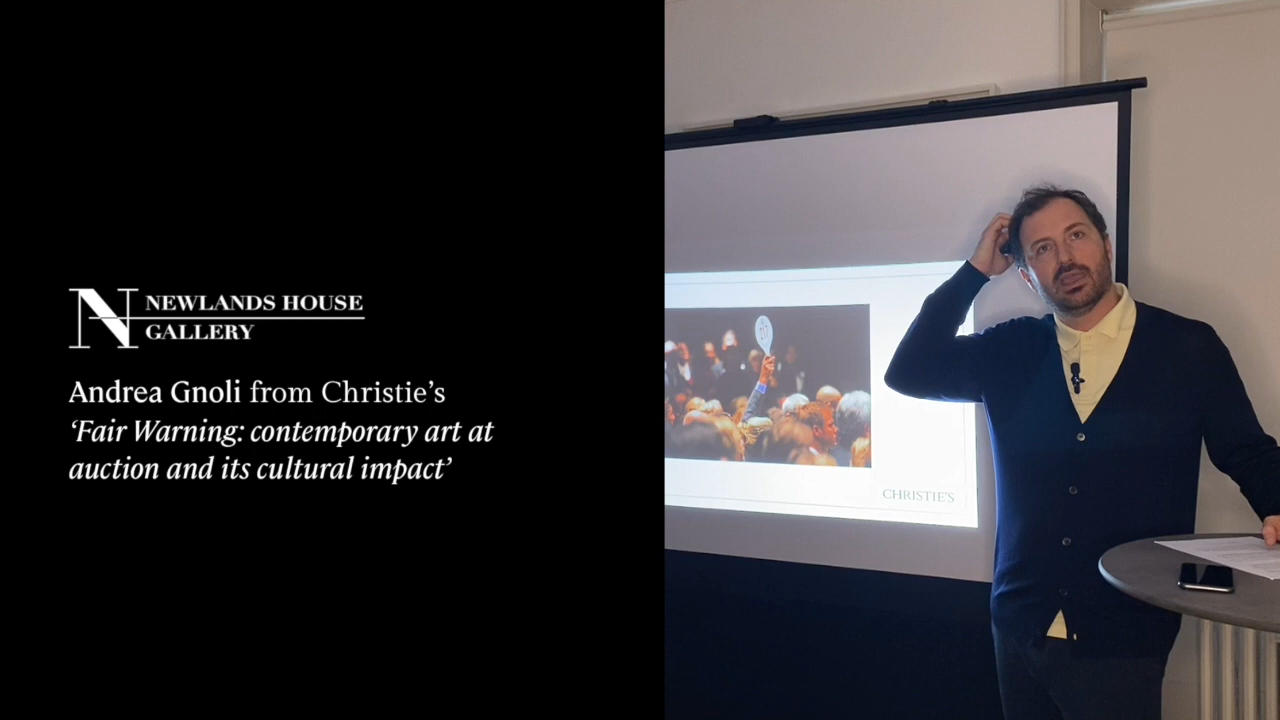 NEWLANDS HOUSE
GALLERY
Andrea Gnoli from Christie’s
‘Fair Warning: contemporary art at
auction and its cultural impact’
CHRISTIE'S